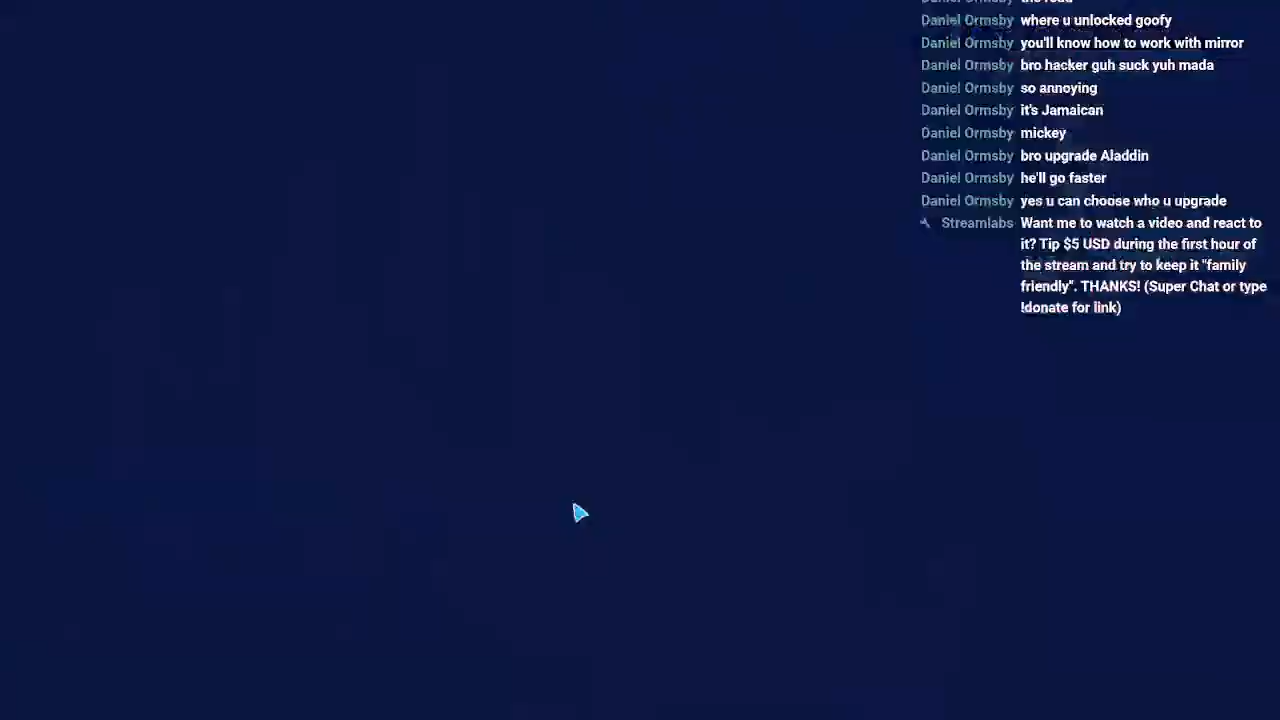 Daniel Ormsby the road
Daniel Ormsby where u unlocked goofy
Daniel Ormsby you'll know how to work with mirror
Daniel Ormsby bro hacker guh suck yuh mada
Daniel Ormsby so annoying
Daniel Ormsby it's Jamaican
Daniel Ormsby mickey
Daniel Ormsby bro upgrade Aladdin
Daniel Ormsby he'll go faster
Daniel Ormsby yes u can choose who u upgrade
Streamlabs Want me to watch a video and react to
it? Tip $5 USD during the first hour of
the stream and try to keep it "family
friendly". THANKS! (Super Chat or type
!donate for link)